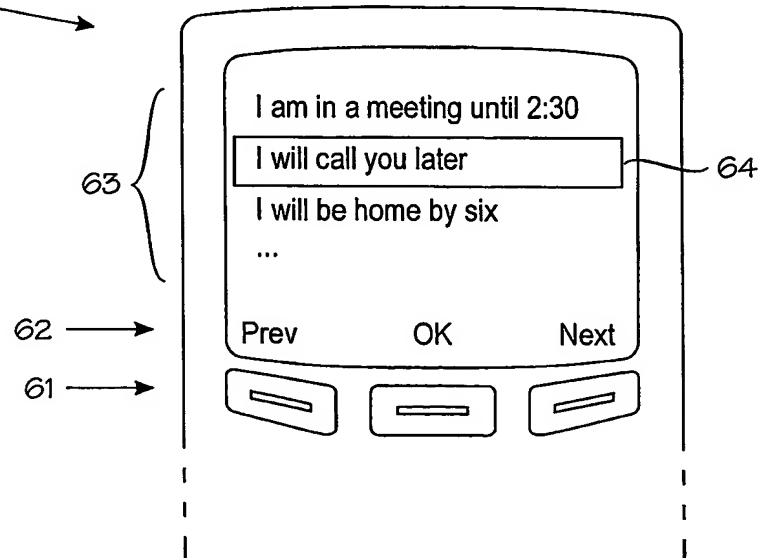 I am in a meeting until 2:30
I will call you later
64
63
I will be home by six
...
62
Prev OK Next
61